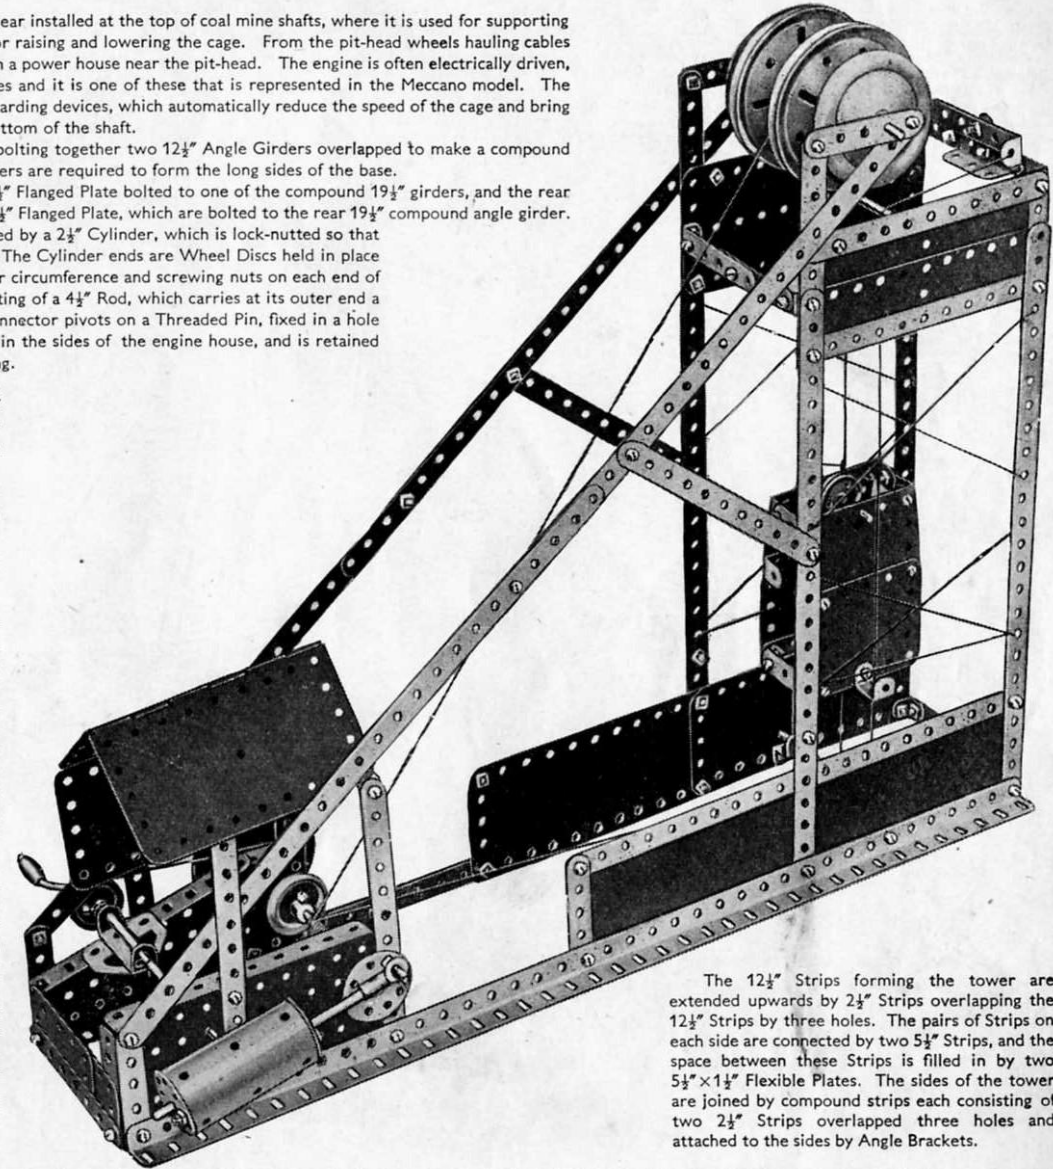 ear installed at the top of coal mine shafts, where it is used for supporting
or raising and lowering the cage. From the pit-head wheels hauling cables
a power house near the pit-head. The engine is often electrically driven,
es and it is one of these that is represented in the Meccano model. The
arding devices, which automatically reduce the speed of the cage and bring
ttom of the shaft.
bolting together two 12½" Angle Girders overlapped to make a compound
ers are required to form the long sides of the base.
½" Flanged Plate bolted to one of the compound 19½" girders, and the rear
½" Flanged Plate, which are bolted to the rear 19½" compound angle girder.
ed by a 2½" Cylinder, which is lock-nutted so that
The Cylinder ends are Wheel Discs held in place
r circumference and screwing nuts on each end of
ting of a 4½" Rod, which carries at its outer end a
nnector pivots on a Threaded Pin, fixed in a hole
in the sides of the engine house, and is retained
g.
The 12½" Strips forming the tower are
extended upwards by 2½" Strips overlapping the
12½" Strips by three holes. The pairs of Strips on
each side are connected by two 5½" Strips, and the
space between these Strips is filled in by two
5½"×1½" Flexible Plates. The sides of the tower
are joined by compound strips each consisting of
two 2½" Strips overlapped three holes and
attached to the sides by Angle Brackets.